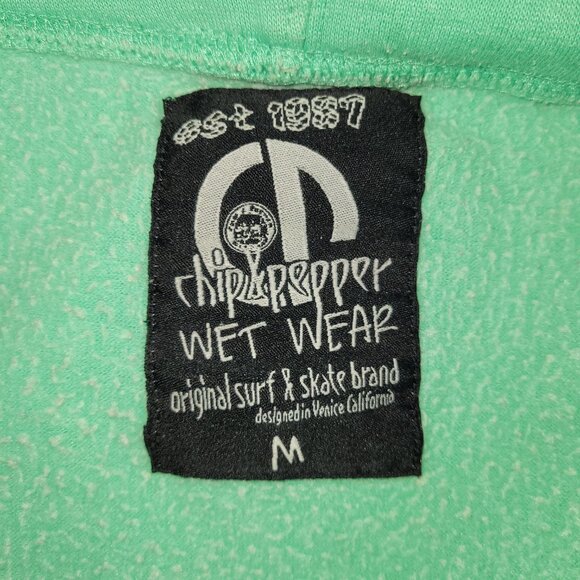 est 1987
chip & pepper
WET WEAR
original surf & skate brand
designed in Venice California
M